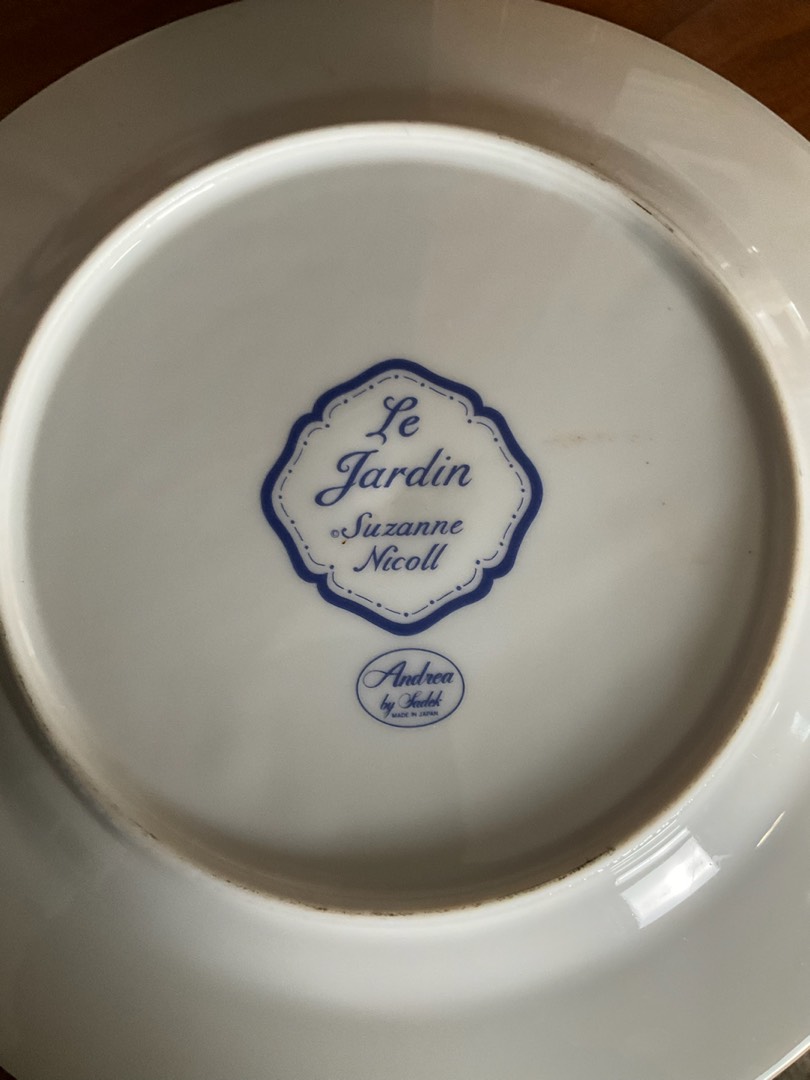 Le
Jardin
©Suzanne
Nicoll
Andrea
by Sadek
MADE IN JAPAN